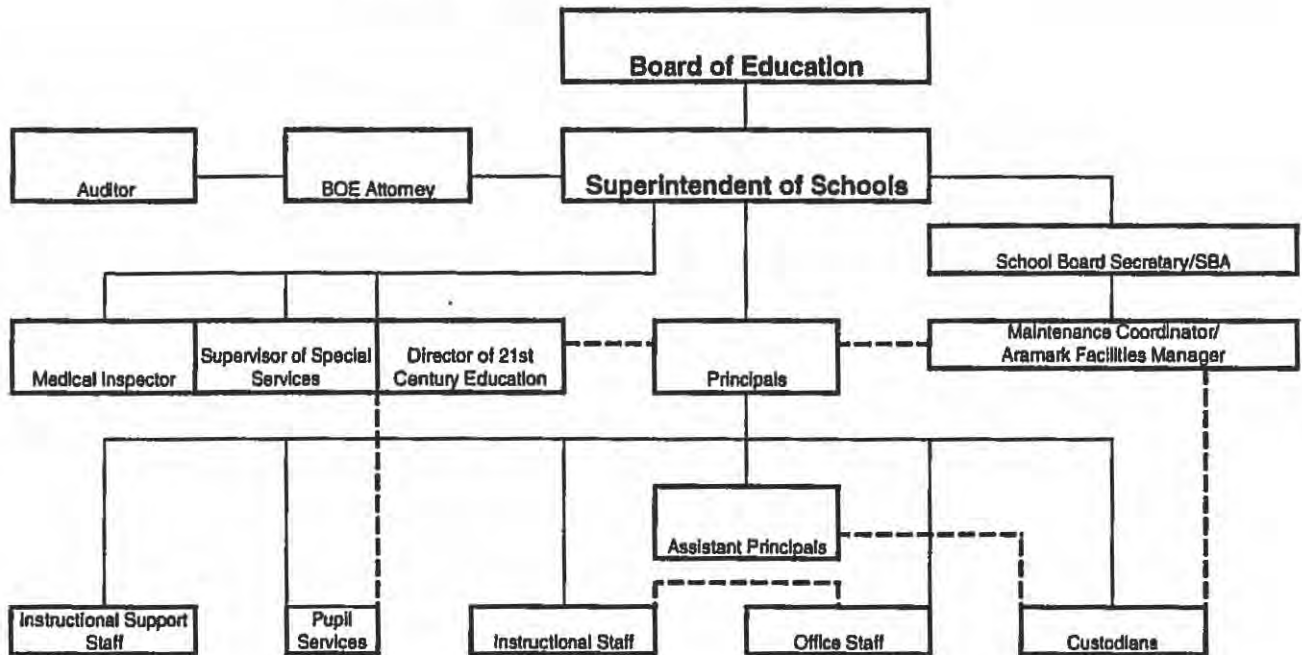 Board of Education
Auditor
BOE Attorney
Superintendent of Schools
School Board Secretary/SBA
Medical Inspector
Supervisor of Special
Services
Director of 21st
Century Education
Principals
Maintenance Coordinator/
Aramark Facilities Manager
Assistant Principals
Instructional Support
Staff
Pupil
Services
Instructional Staff
Office Staff
Custodians